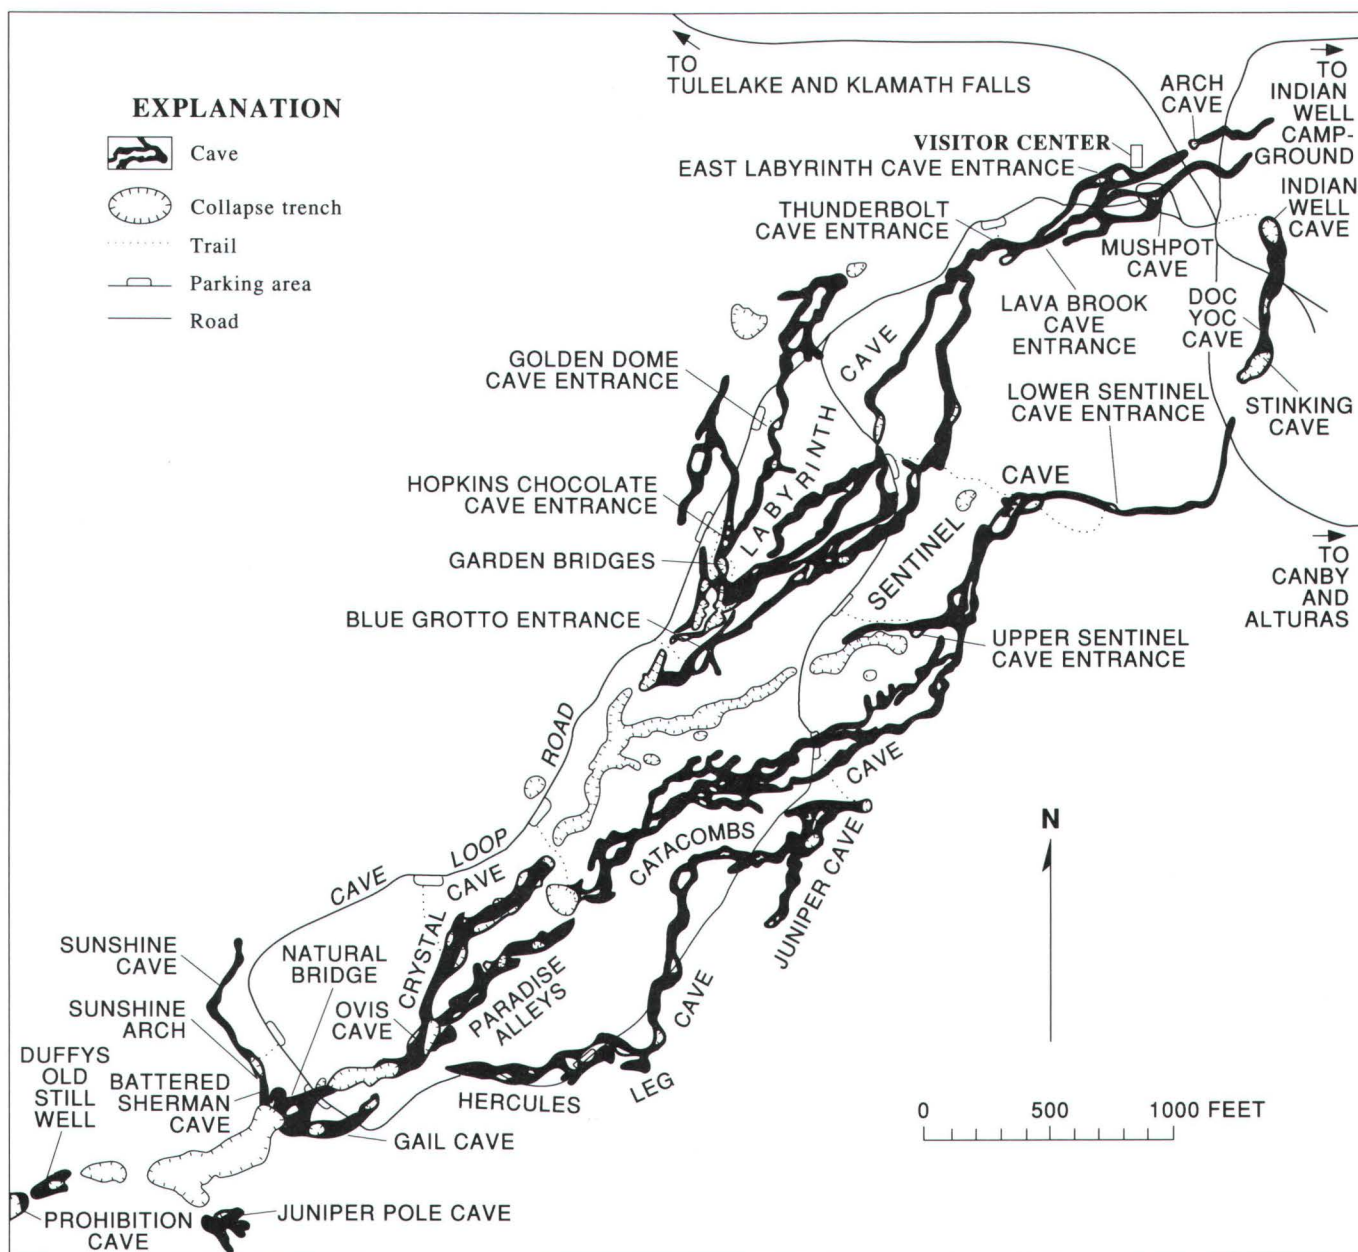 EXPLANATION
Cave
Collapse trench
Trail
Parking area
Road
TO
TULELAKE AND KLAMATH FALLS
ARCH
CAVE
TO
INDIAN
WELL
CAMP-
GROUND
VISITOR CENTER
EAST LABYRINTH CAVE ENTRANCE
INDIAN
WELL
CAVE
THUNDERBOLT
CAVE ENTRANCE
MUSHPOT
CAVE
LAVA BROOK
CAVE
ENTRANCE
DOC
YOC
CAVE
GOLDEN DOME
CAVE ENTRANCE
LABYRINTH CAVE
LOWER SENTINEL
CAVE ENTRANCE
STINKING
CAVE
HOPKINS CHOCOLATE
CAVE ENTRANCE
SENTINEL CAVE
GARDEN BRIDGES
TO
CANBY
AND
ALTURAS
BLUE GROTTO ENTRANCE
UPPER SENTINEL
CAVE ENTRANCE
CAVE LOOP ROAD
CATACOMBS CAVE
JUNIPER CAVE
N
CRYSTAL CAVE
SUNSHINE
CAVE
NATURAL
BRIDGE
OVIS
CAVE
PARADISE
ALLEYS
SUNSHINE
ARCH
DUFFYS
OLD
STILL
WELL
BATTERED
SHERMAN
CAVE
HERCULES LEG CAVE
GAIL CAVE
0 500 1000 FEET
PROHIBITION
CAVE
JUNIPER POLE CAVE